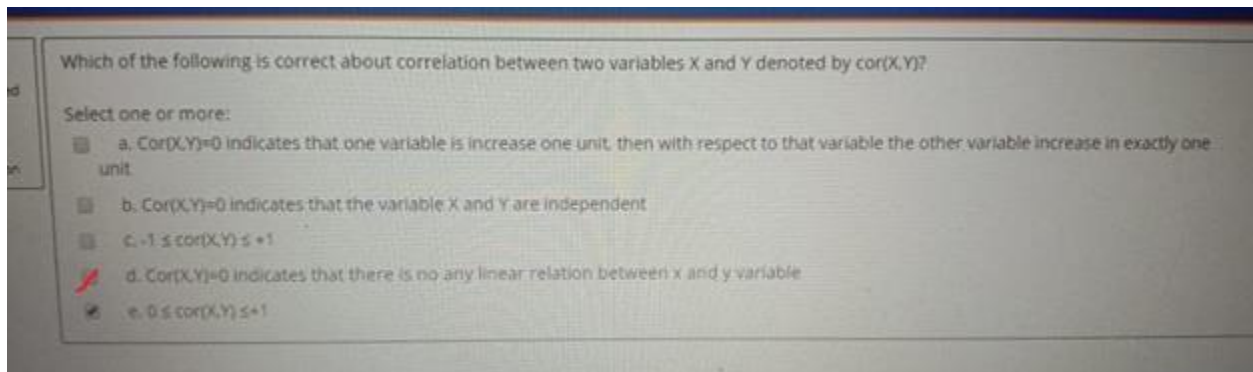 Which of the following is correct about correlation between two variables X and Y denoted by cor(X,Y)?
ed
Select one or more:
a. Cor(X,Y)=0 indicates that one variable is increase one unit, then with respect to that variable the other variable increase in exactly one
unit
b. Cor(X,Y)=0 indicates that the variable X and Y are independent
c. -1 ≤ cor(X,Y) ≤ +1
d. Cor(X,Y)=0 indicates that there is no any linear relation between x and y variable
e. 0 ≤ cor(X,Y) ≤+1